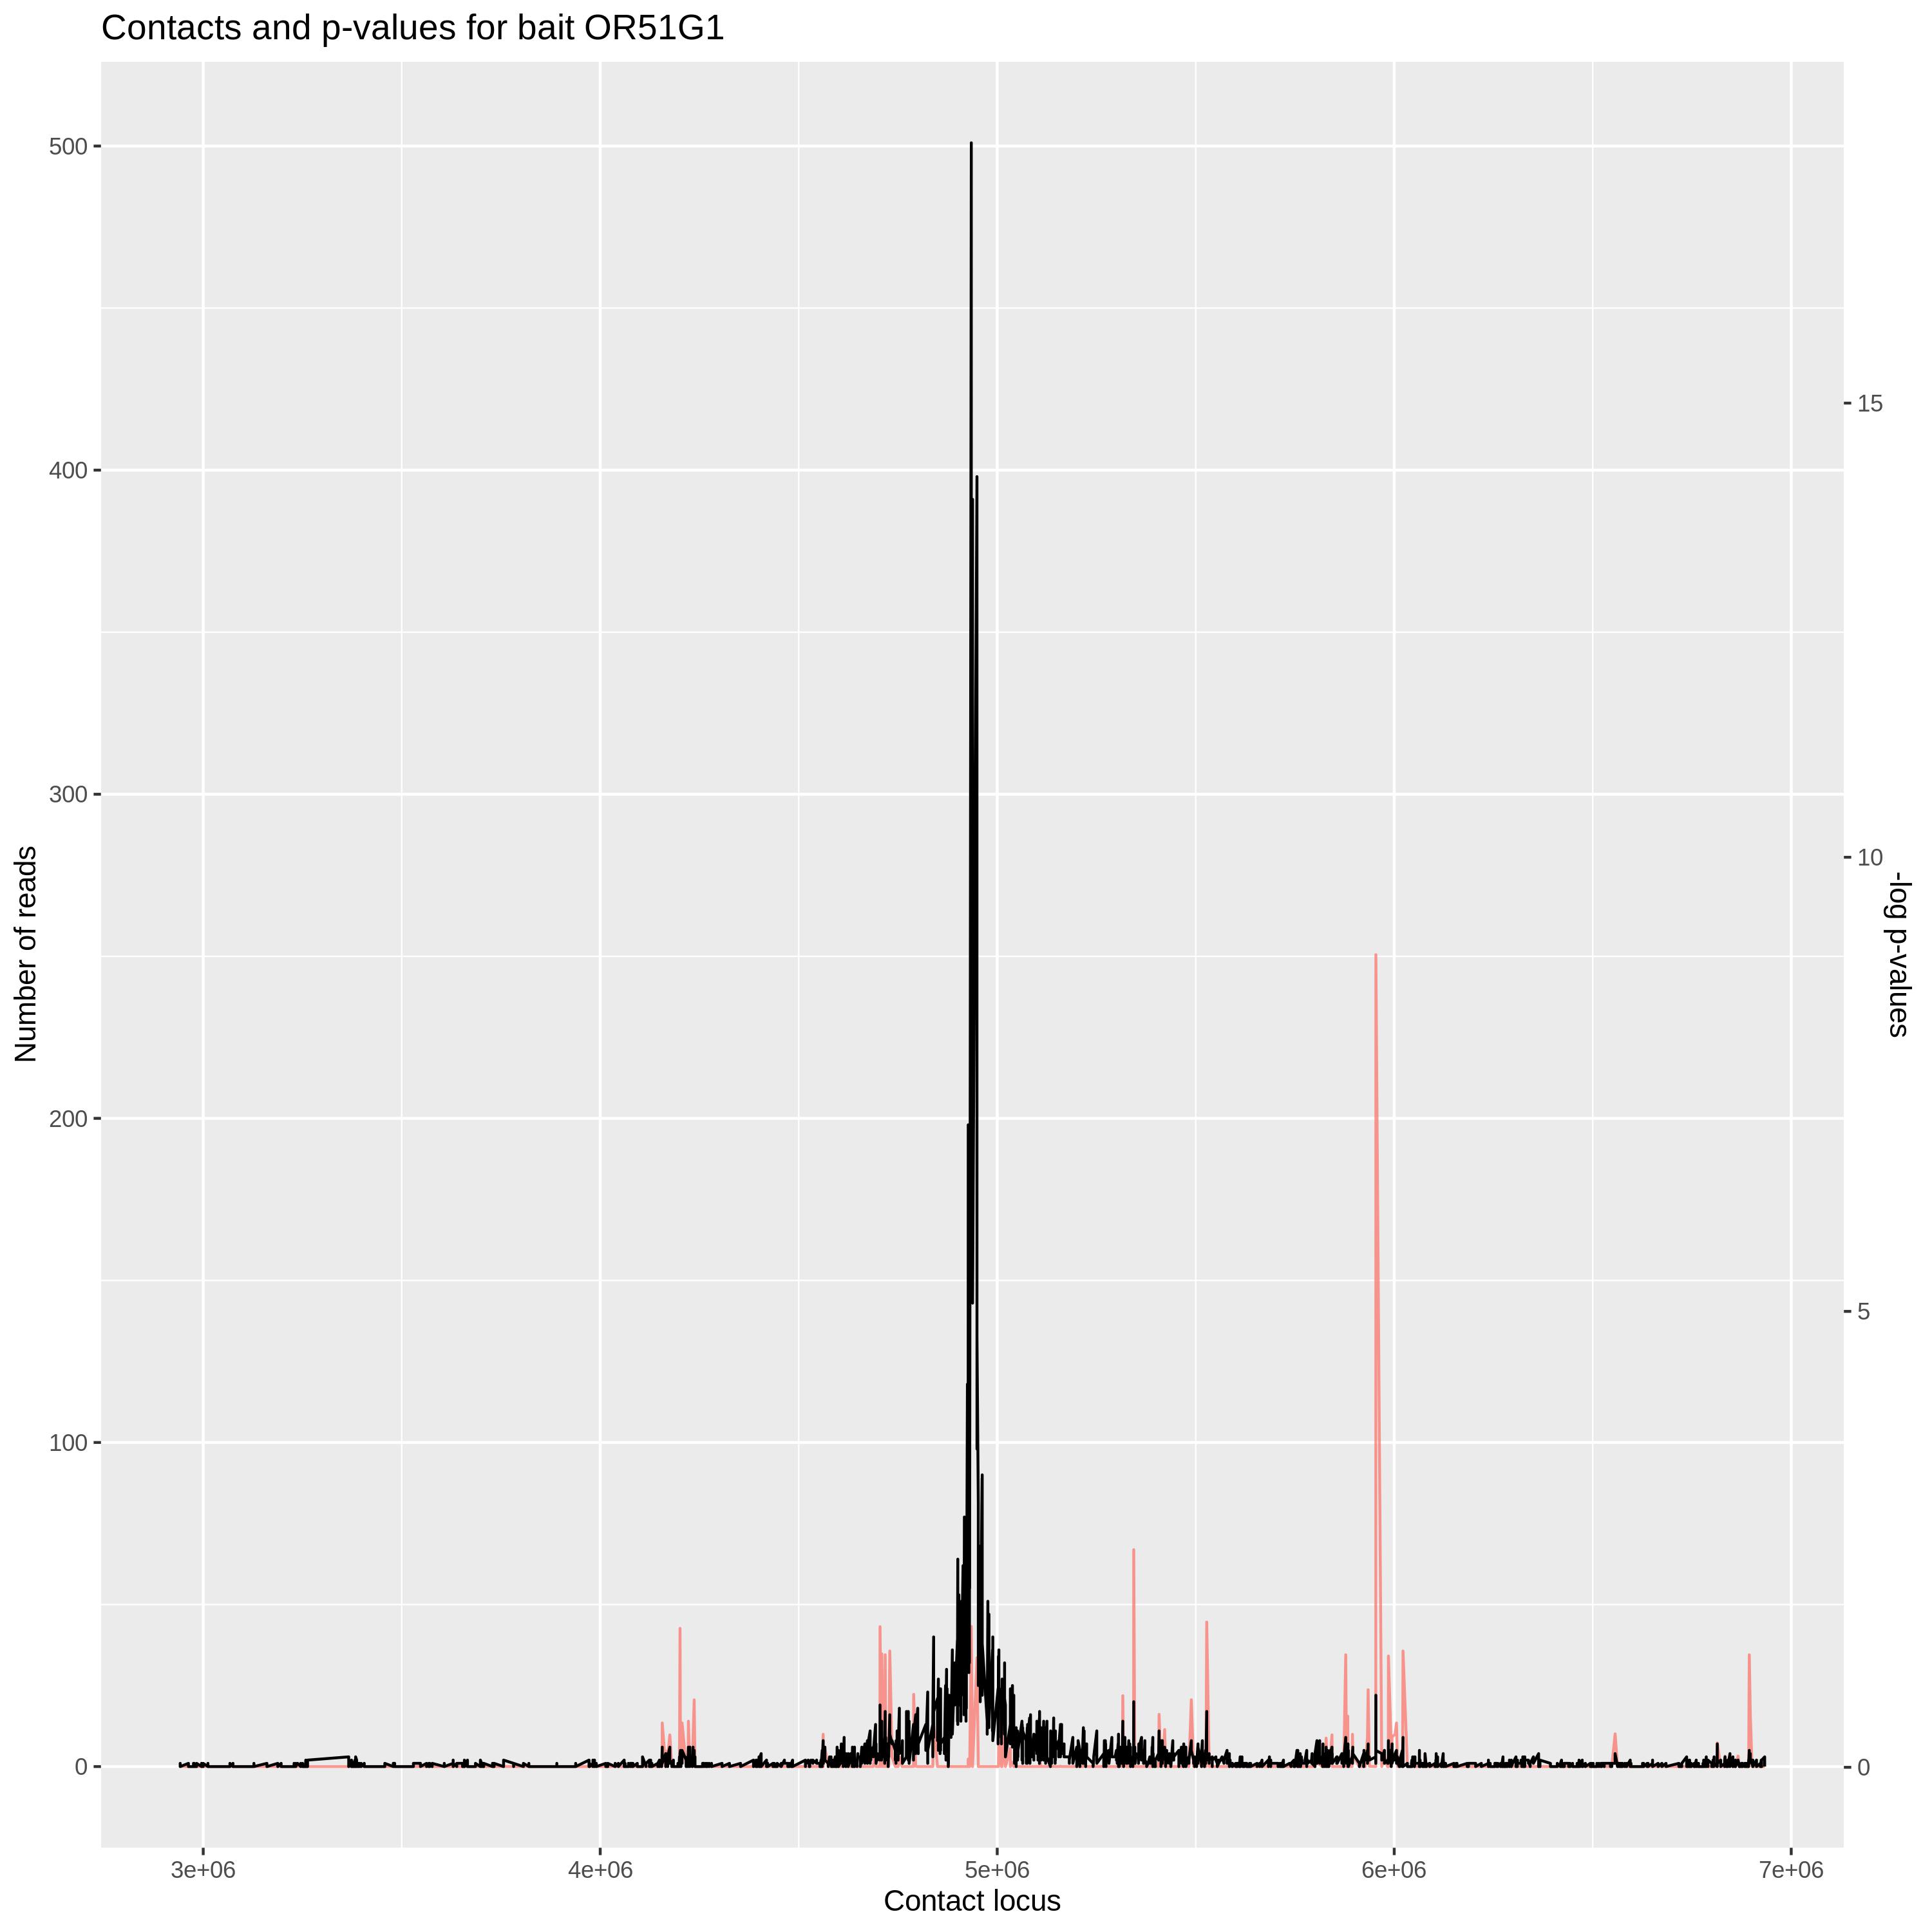 Contacts and p-values for bait OR51G1
500
400
300
200
100
0
Number of reads
15
10
5
0
-log p-values
3e+06
4e+06
5e+06
6e+06
7e+06
Contact locus